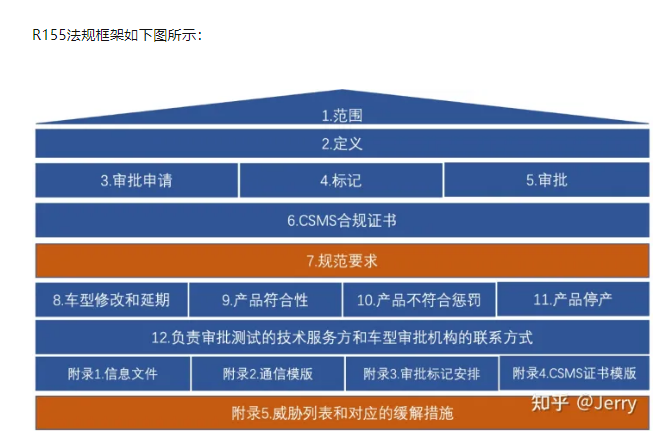 R155法规框架如下图所示：
1.范围
2.定义
3.审批申请 4.标记 5.审批
6.CSMS合规证书
7.规范要求
8.车型修改和延期 9.产品符合性 10.产品不符合惩罚 11.产品停产
12.负责审批测试的技术服务方和车型审批机构的联系方式
附录1.信息文件 附录2.通信模版 附录3.审批标记安排 附录4.CSMS证书模版
附录5.威胁列表和对应的缓解措施
知乎 @Jerry